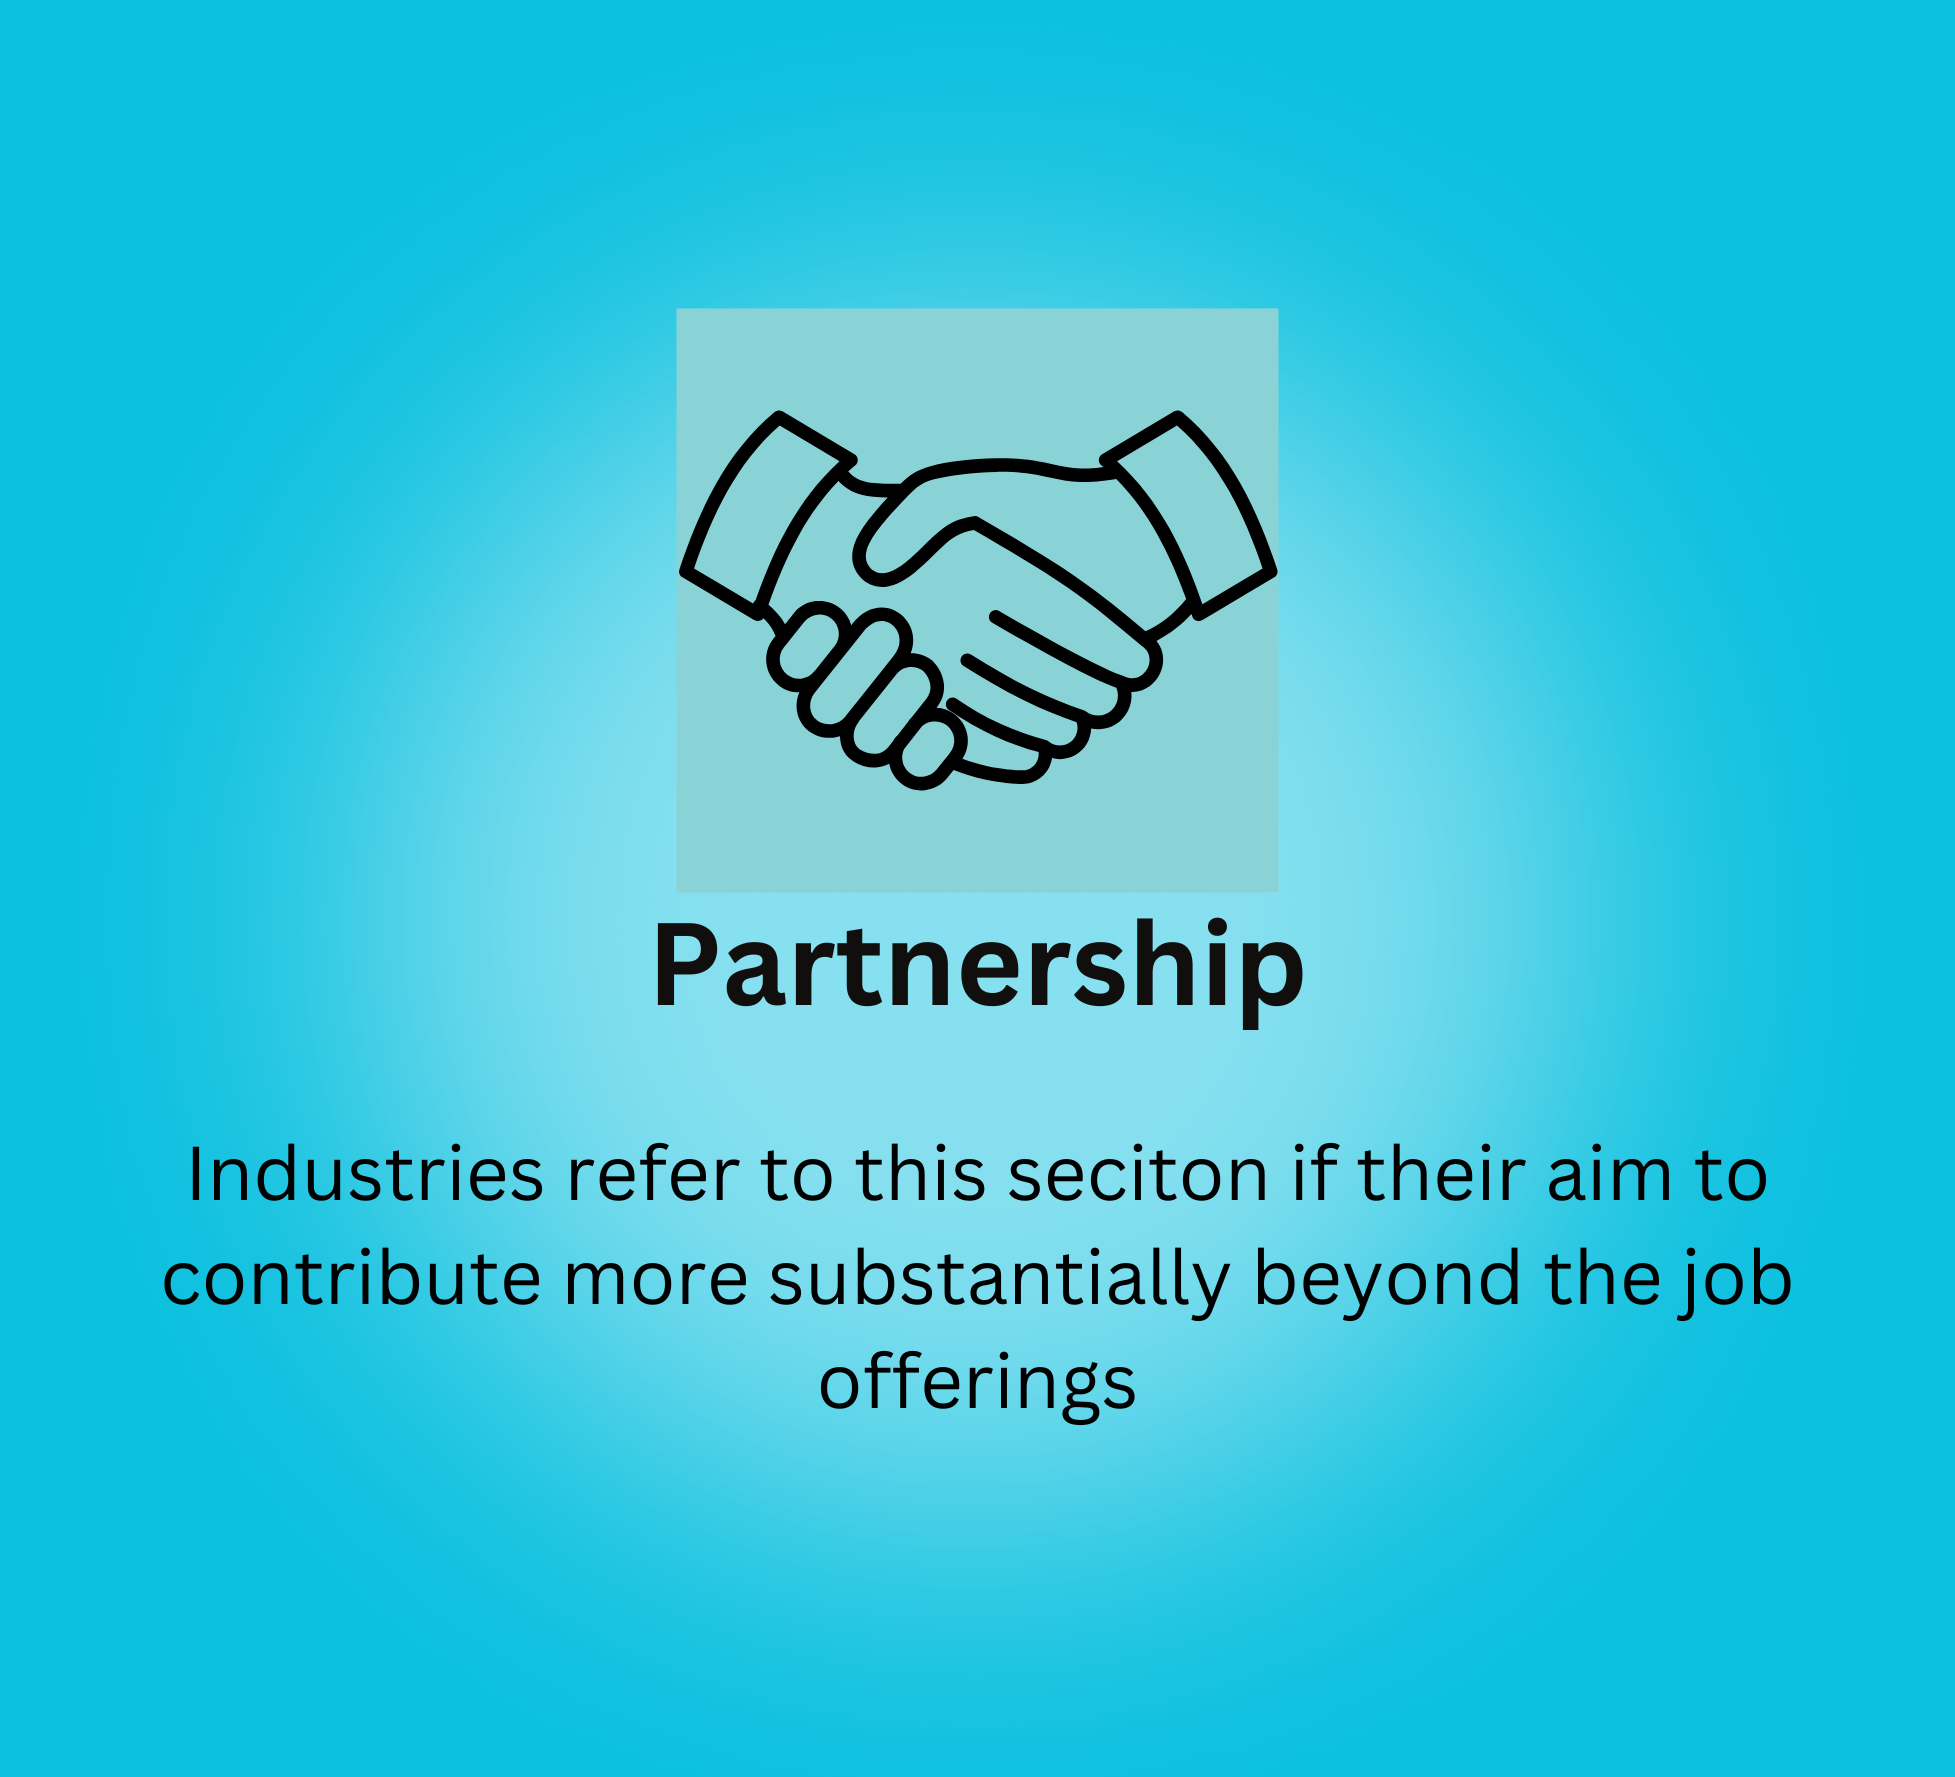 Partnership
Industries refer to this seciton if their aim to
contribute more substantially beyond the job
offerings